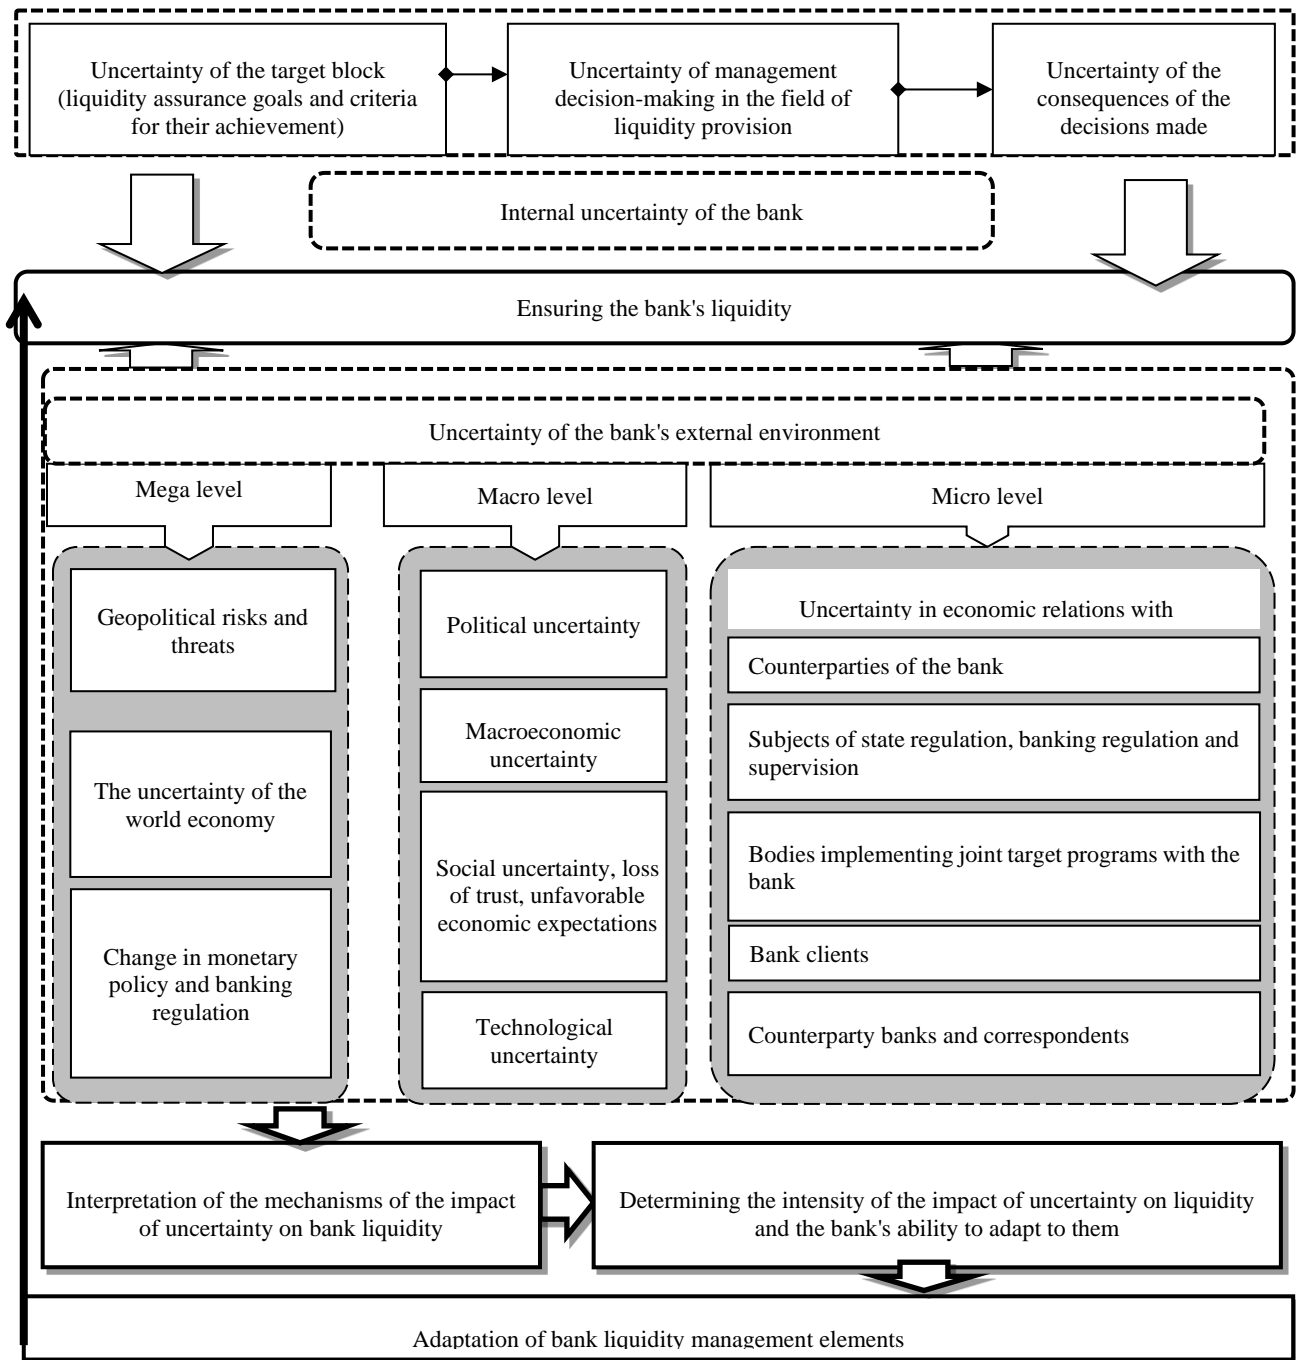 Uncertainty of the target block
(liquidity assurance goals and criteria
for their achievement)
Uncertainty of management
decision-making in the field of
liquidity provision
Uncertainty of the
consequences of the
decisions made
Internal uncertainty of the bank
Ensuring the bank's liquidity
Uncertainty of the bank's external environment
Mega level
Macro level
Micro level
Geopolitical risks and
threats
The uncertainty of the
world economy
Change in monetary
policy and banking
regulation
Political uncertainty
Macroeconomic
uncertainty
Social uncertainty, loss
of trust, unfavorable
economic expectations
Technological
uncertainty
Uncertainty in economic relations with
Counterparties of the bank
Subjects of state regulation, banking regulation and
supervision
Bodies implementing joint target programs with the
bank
Bank clients
Counterparty banks and correspondents
Interpretation of the mechanisms of the impact
of uncertainty on bank liquidity
Determining the intensity of the impact of uncertainty on liquidity
and the bank's ability to adapt to them
Adaptation of bank liquidity management elements